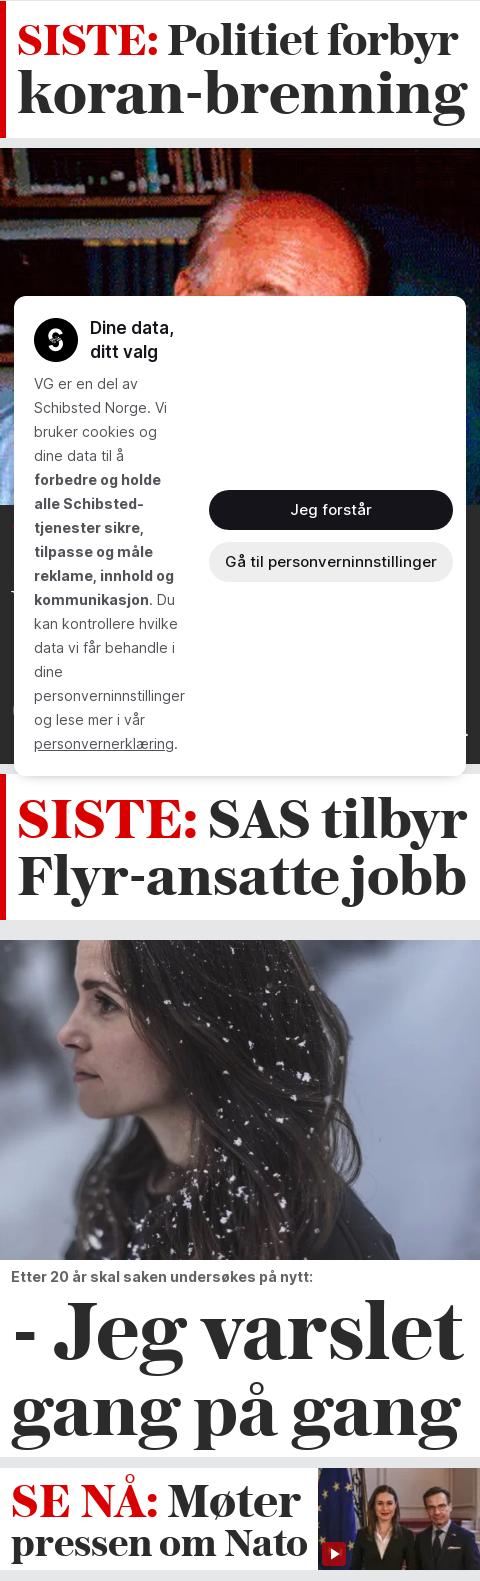 SISTE: Politiet forbyr
koran-brenning
Dine data,
ditt valg
VG er en del av
Schibsted Norge. Vi
bruker cookies og
dine data til å
forbedre og holde
alle Schibsted-
tjenester sikre,
tilpasse og måle
reklame, innhold og
kommunikasjon. Du
kan kontrollere hvilke
data vi får behandle i
dine
personverninnstillinger
og lese mer i vår
personvernerklæring.
Jeg forstår
Gå til personverninnstillinger
SISTE: SAS tilbyr
Flyr-ansatte jobb
Etter 20 år skal saken undersøkes på nytt:
- Jeg varslet
gang på gang
SE NÅ: Møter
pressen om Nato